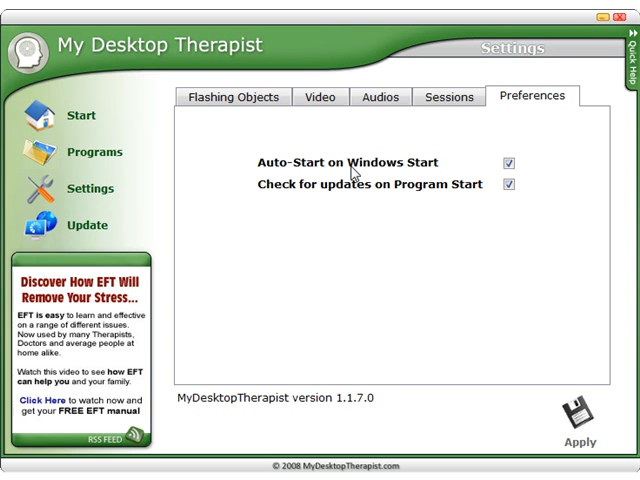 My Desktop Therapist
Settings
Quick Help
Flashing Objects
Video
Audios
Sessions
Preferences
Start
Programs
Settings
Update
Auto-Start on Windows Start
Check for updates on Program Start
Discover How EFT Will
Remove Your Stress...
EFT is easy to learn and effective
on a range of different issues.
Now used by many Therapists,
Doctors and average people at
home alike.
Watch this video to see how EFT
can help you and your family.
Click Here to watch now and
get your FREE EFT manual
RSS FEED
MyDesktopTherapist version 1.1.7.0
Apply
© 2008 MyDesktopTherapist.com